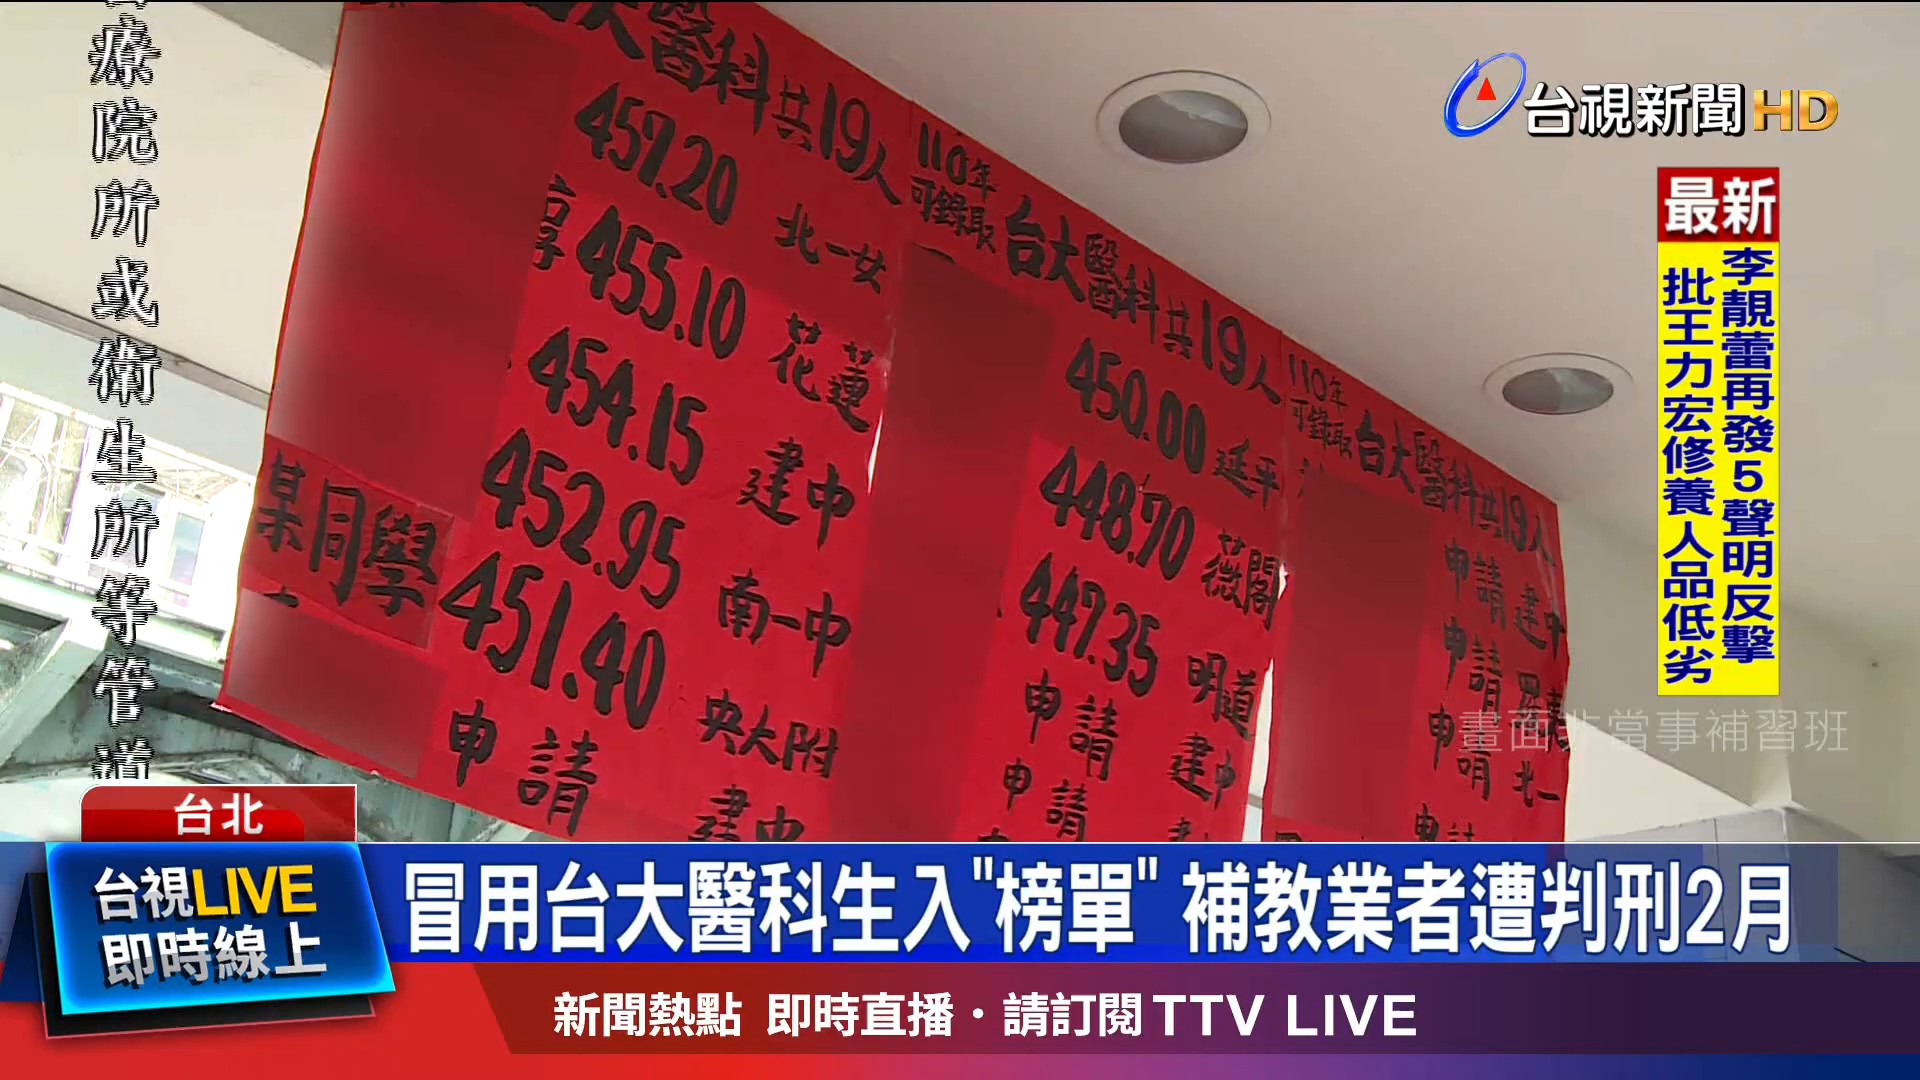 療院所或衛生所等管道
台視新聞HD
最新
李靚蕾再發5聲明反擊
批王力宏修養人品低劣
大醫科共19人
457.20 北一女
455.10 花蓮
454.15 建中
452.95 南一中
某同學 451.40 央大附
申請 建中
110年可錄取 台大醫科共19人
450.00 延平
448.70 薇閣
447.35 明道
申請 建中
申請
110年可錄取 台大醫科共19人
申請 建中
申請
申請 北一
畫面非當事補習班
台北
台視LIVE
即時線上
冒用台大醫科生入"榜單" 補教業者遭判刑2月
新聞熱點 即時直播・請訂閱TTV LIVE